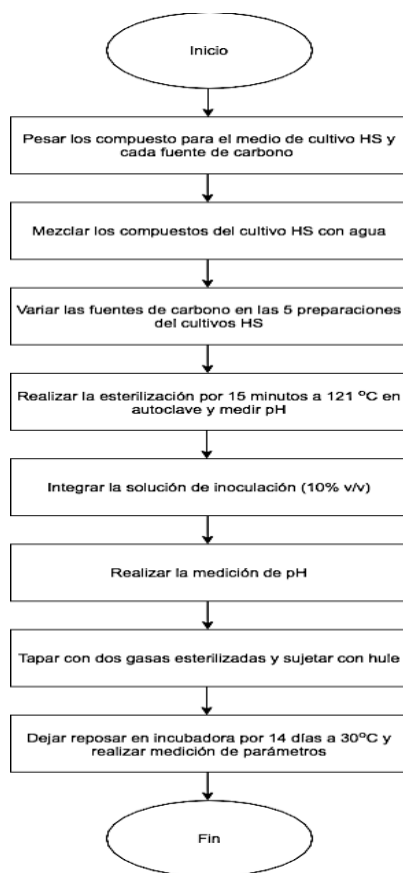 Inicio
Pesar los compuesto para el medio de cultivo HS y
cada fuente de carbono
Mezclar los compuestos del cultivo HS con agua
Variar las fuentes de carbono en las 5 preparaciones
del cultivos HS
Realizar la esterilización por 15 minutos a 121 ºC en
autoclave y medir pH
Integrar la solución de inoculación (10% v/v)
Realizar la medición de pH
Tapar con dos gasas esterilizadas y sujetar con hule
Dejar reposar en incubadora por 14 días a 30ºC y
realizar medición de parámetros
Fin